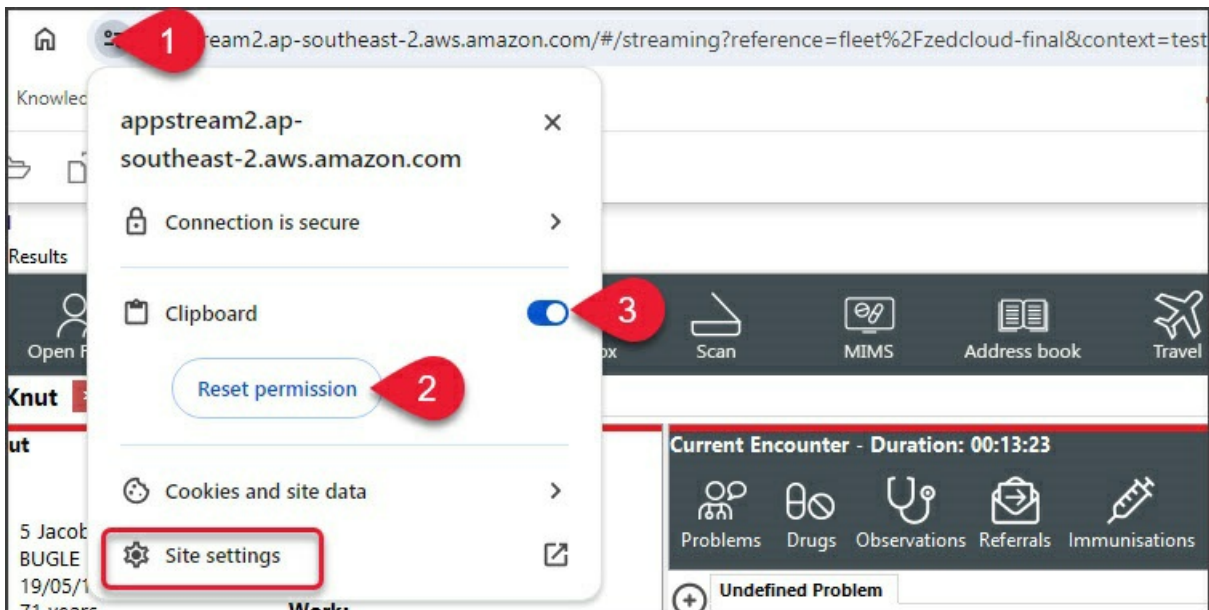 1
ream2.ap-southeast-2.aws.amazon.com/#/streaming?reference=fleet%2Fzedcloud-final&context=test
Knowled
appstream2.ap-
southeast-2.aws.amazon.com
Connection is secure
Results
Clipboard
3
Open F
ox
Scan
MIMS
Address book
Travel
Reset permission
2
Knut
ut
Current Encounter - Duration: 00:13:23
Cookies and site data
Problems
Drugs
Observations
Referrals
Immunisations
5 Jacob
BUGLE
Site settings
19/05/1
71 years
Work:
Undefined Problem